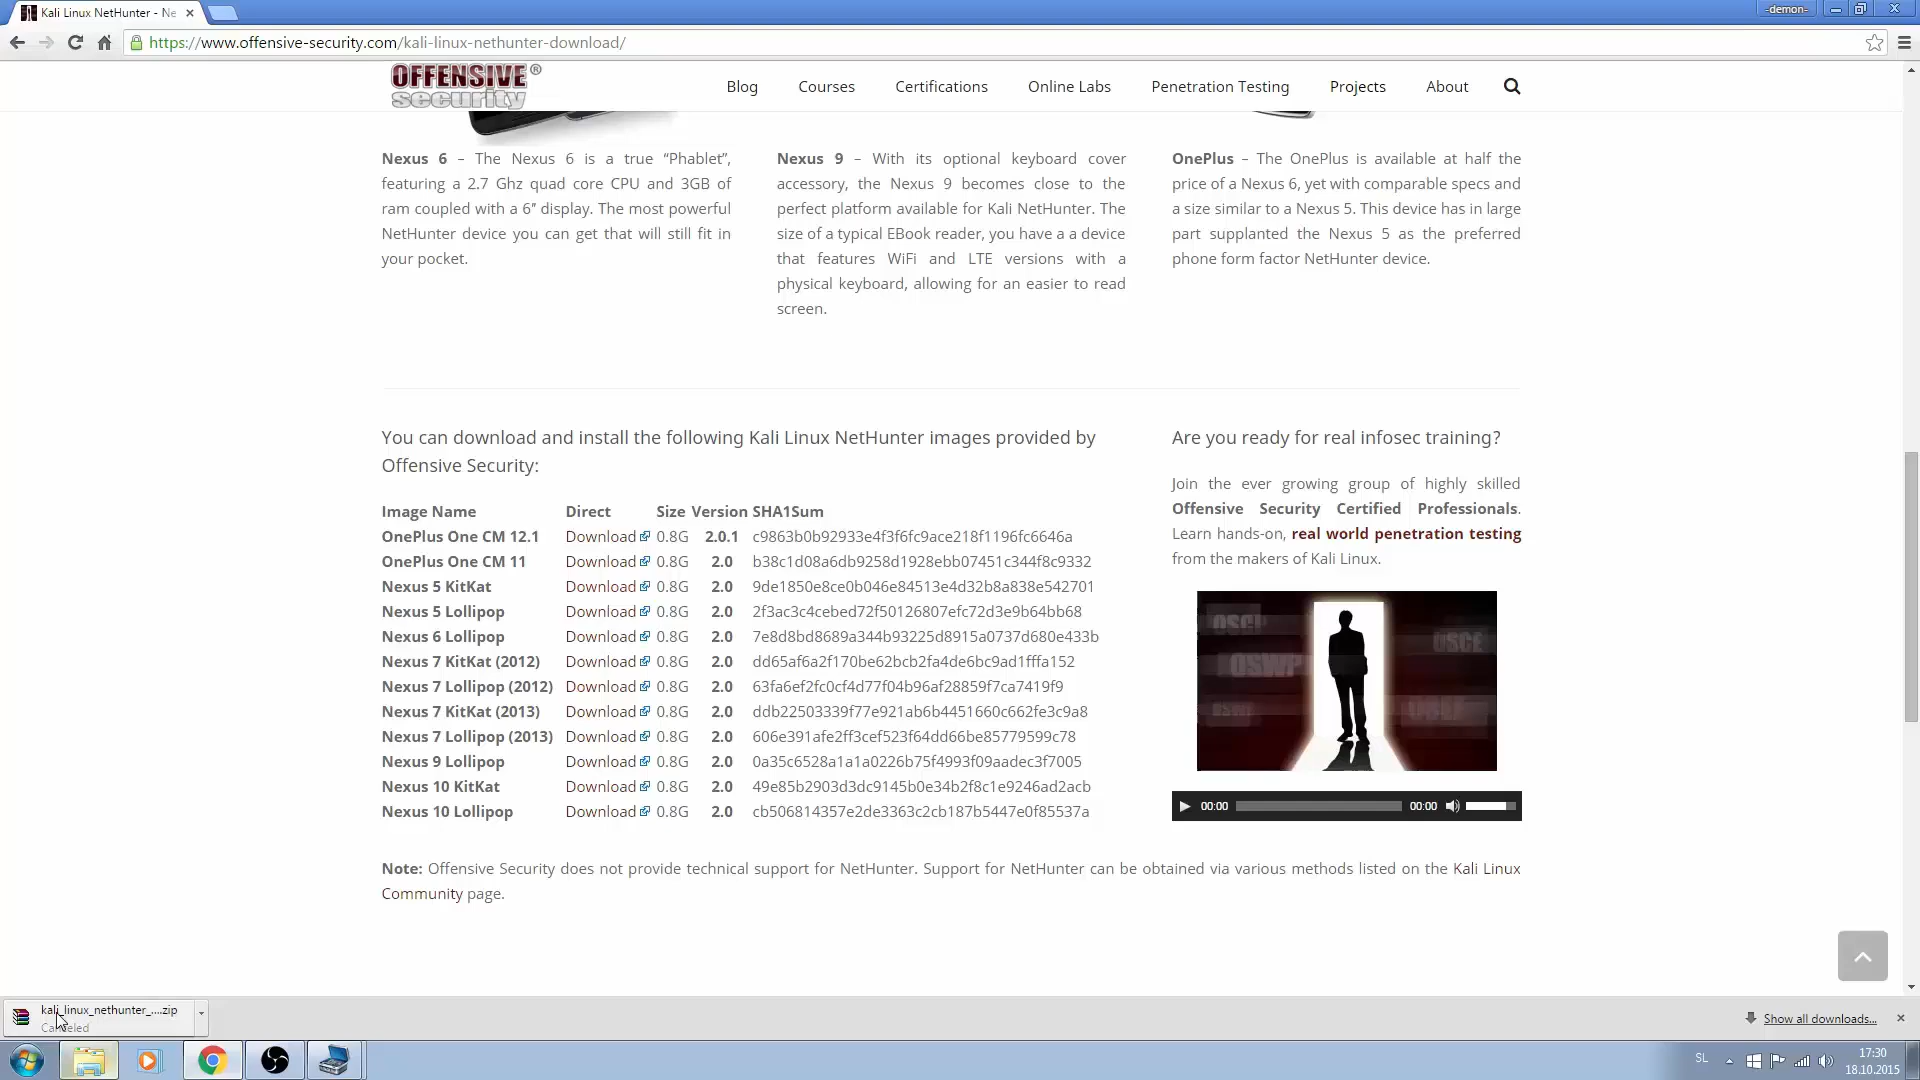 Kali Linux NetHunter - Ne
-demon-
https://www.offensive-security.com/kali-linux-nethunter-download/
OFFENSIVE®
security
Blog Courses Certifications Online Labs Penetration Testing Projects About
Nexus 6 – The Nexus 6 is a true “Phablet”,
featuring a 2.7 Ghz quad core CPU and 3GB of
ram coupled with a 6” display. The most powerful
NetHunter device you can get that will still fit in
your pocket.
Nexus 9 – With its optional keyboard cover
accessory, the Nexus 9 becomes close to the
perfect platform available for Kali NetHunter. The
size of a typical EBook reader, you have a a device
that features WiFi and LTE versions with a
physical keyboard, allowing for an easier to read
screen.
OnePlus – The OnePlus is available at half the
price of a Nexus 6, yet with comparable specs and
a size similar to a Nexus 5. This device has in large
part supplanted the Nexus 5 as the preferred
phone form factor NetHunter device.
You can download and install the following Kali Linux NetHunter images provided by
Offensive Security:
Image Name Direct Size Version SHA1Sum
OnePlus One CM 12.1 Download 0.8G 2.0.1 c9863b0b92933e4f3f6fc9ace218f1196fc6646a
OnePlus One CM 11 Download 0.8G 2.0 b38c1d08a6db9258d1928ebb07451c344f8c9332
Nexus 5 KitKat Download 0.8G 2.0 9de1850e8ce0b046e84513e4d32b8a838e542701
Nexus 5 Lollipop Download 0.8G 2.0 2f3ac3c4cebed72f50126807efc72d3e9b64bb68
Nexus 6 Lollipop Download 0.8G 2.0 7e8d8bd8689a344b93225d8915a0737d680e433b
Nexus 7 KitKat (2012) Download 0.8G 2.0 dd65af6a2f170be62bcb2fa4de6bc9ad1fffa152
Nexus 7 Lollipop (2012) Download 0.8G 2.0 63fa6ef2fc0cf4d77f04b96af28859f7ca7419f9
Nexus 7 KitKat (2013) Download 0.8G 2.0 ddb22503339f77e921ab6b4451660c662fe3c9a8
Nexus 7 Lollipop (2013) Download 0.8G 2.0 606e391afe2ff3cef523f64dd66be85779599c78
Nexus 9 Lollipop Download 0.8G 2.0 0a35c6528a1a1a0226b75f4993f09aadec3f7005
Nexus 10 KitKat Download 0.8G 2.0 49e85b2903d3dc9145b0e34b2f8c1e9246ad2acb
Nexus 10 Lollipop Download 0.8G 2.0 cb506814357e2de3363c2cb187b5447e0f85537a
Are you ready for real infosec training?
Join the ever growing group of highly skilled
Offensive Security Certified Professionals.
Learn hands-on, real world penetration testing
from the makers of Kali Linux.
OSCP
OSCE
OSWP
00:00 00:00
Note: Offensive Security does not provide technical support for NetHunter. Support for NetHunter can be obtained via various methods listed on the Kali Linux
Community page.
kali_linux_nethunter_....zip
Canceled
Show all downloads...
SL
17:30
18.10.2015